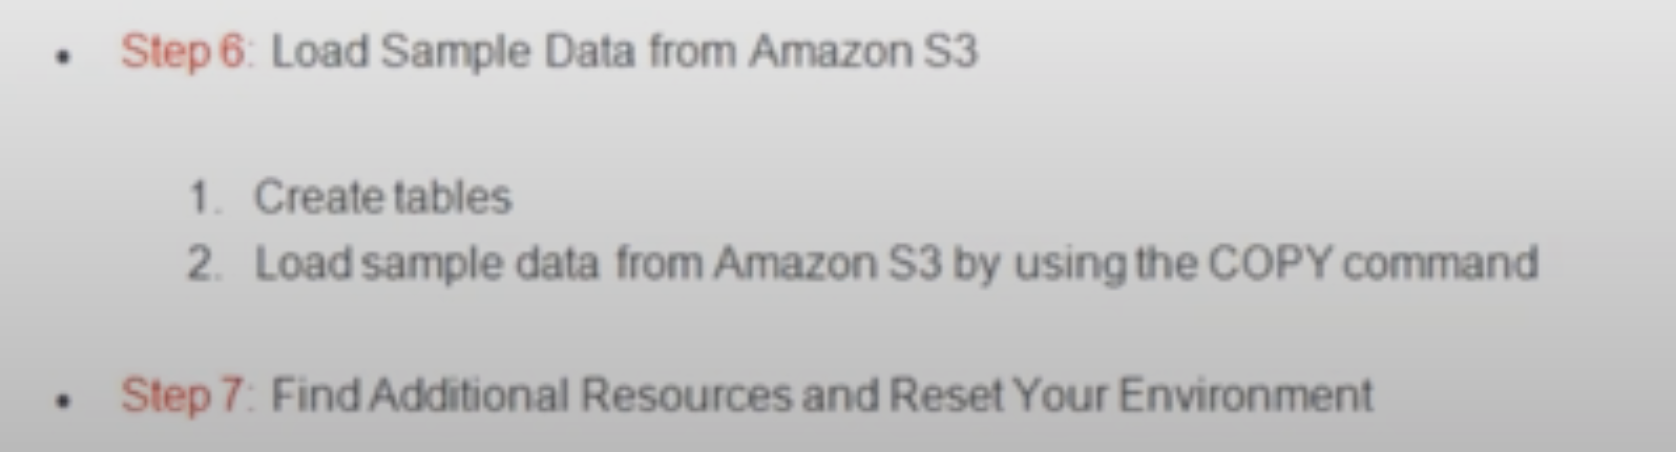 • Step 6: Load Sample Data from Amazon S3
1. Create tables
2. Load sample data from Amazon S3 by using the COPY command
• Step 7: Find Additional Resources and Reset Your Environment